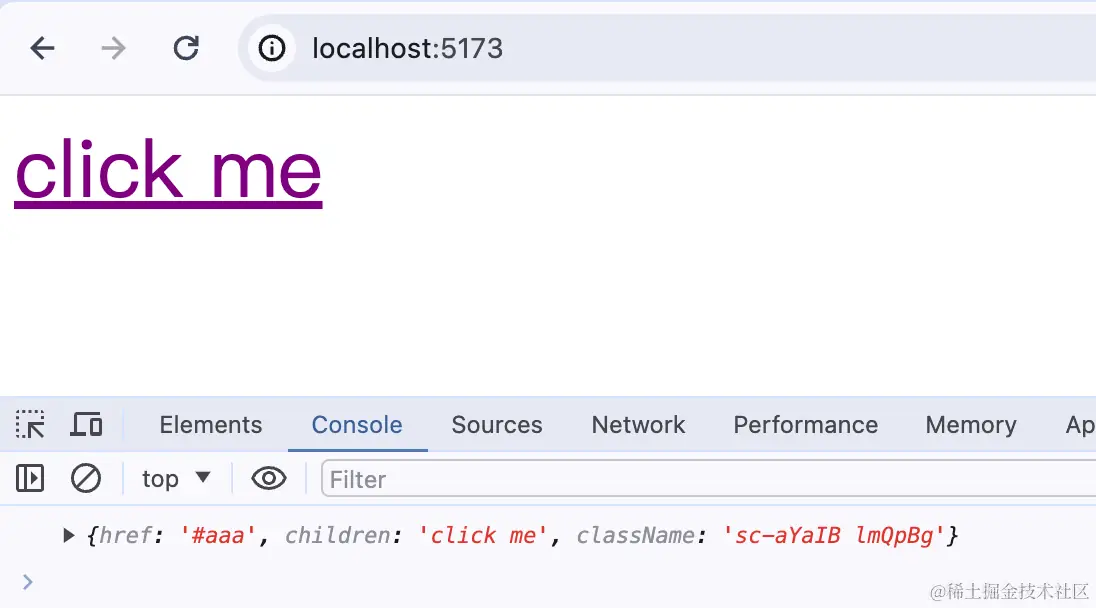 localhost:5173
click me
Elements Console Sources Network Performance Memory Ap
top Filter
{href: '#aaa', children: 'click me', className: 'sc-aYaIB lmQpBg'}
@稀土掘金技术社区